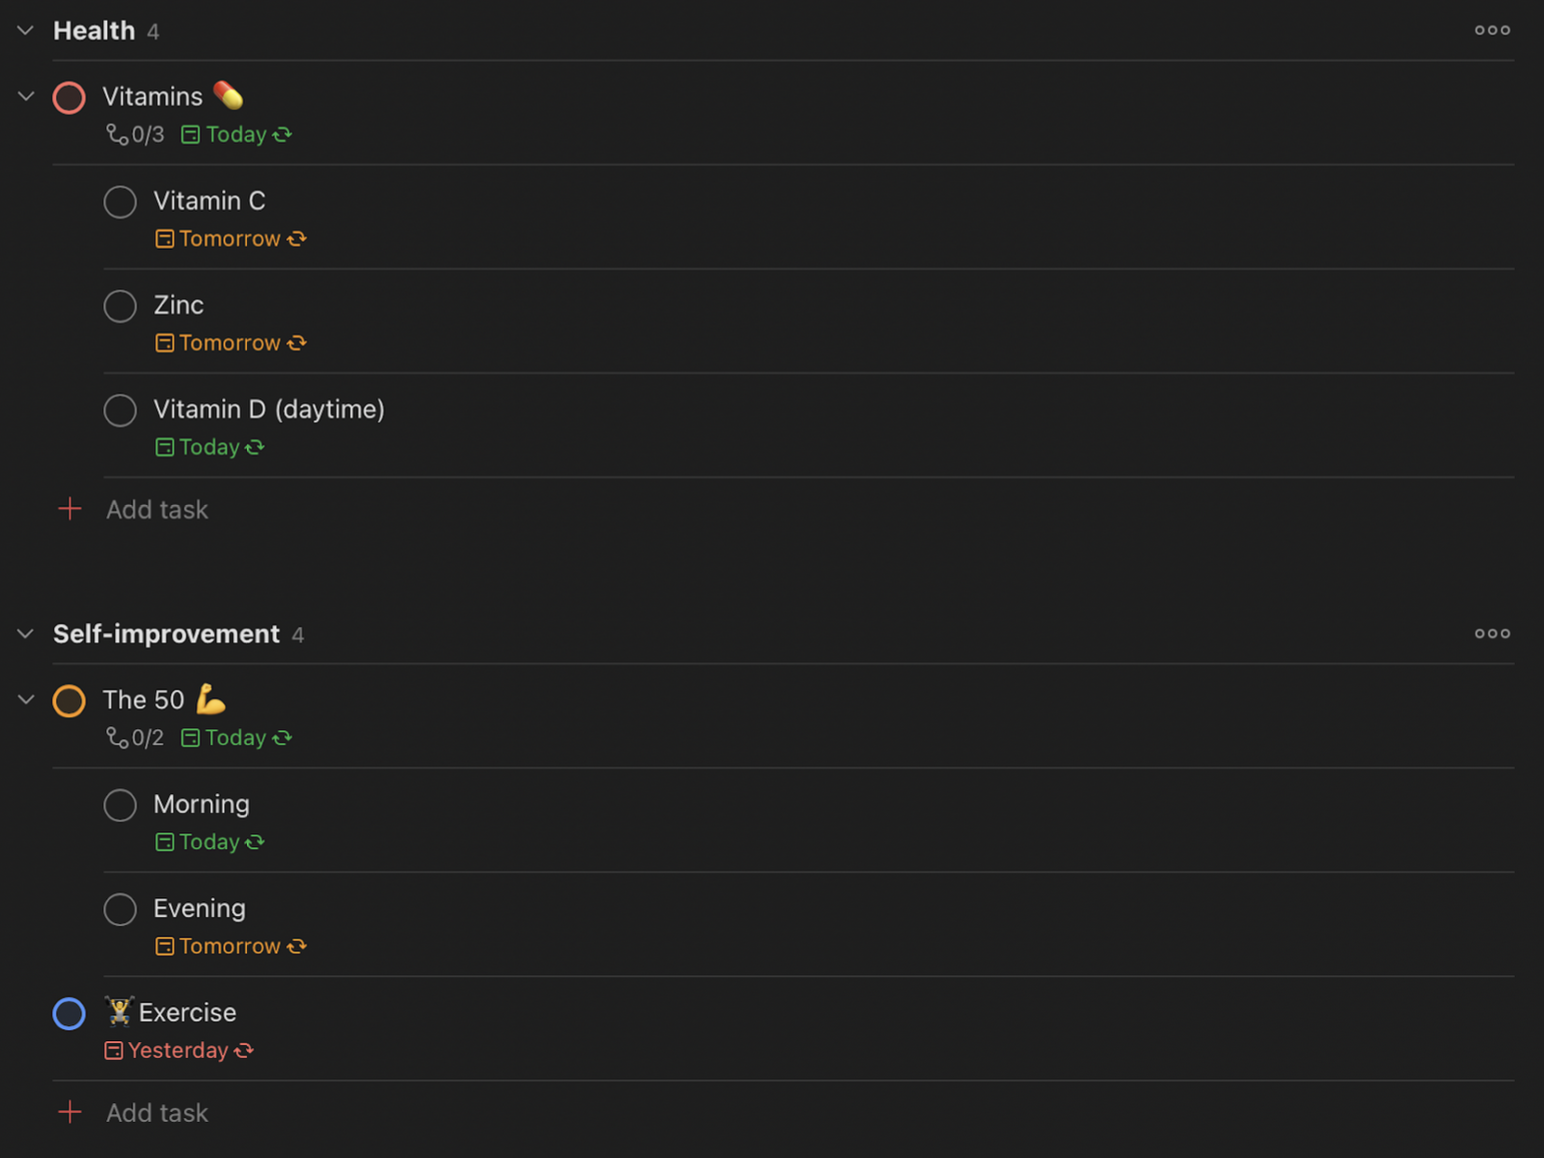 Health 4
Vitamins 💊
0/3 Today
Vitamin C
Tomorrow
Zinc
Tomorrow
Vitamin D (daytime)
Today
Add task
Self-improvement 4
The 50 💪
0/2 Today
Morning
Today
Evening
Tomorrow
🏋️Exercise
Yesterday
Add task